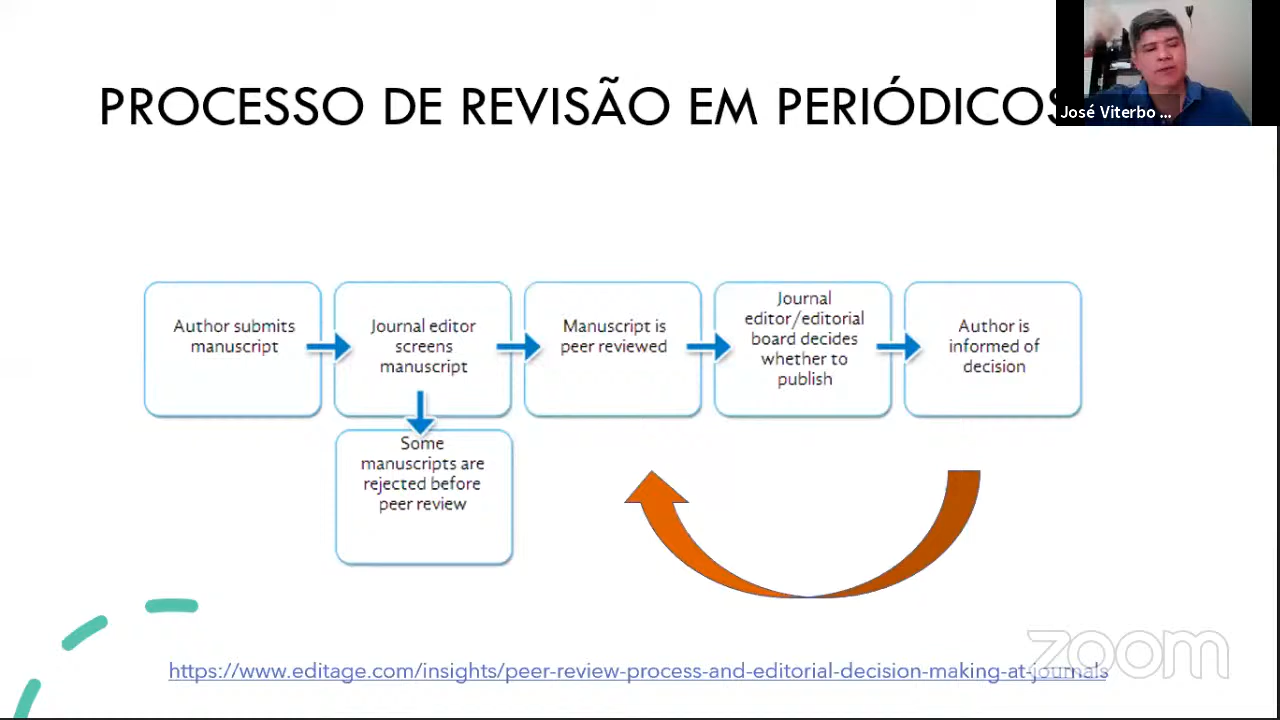 PROCESSO DE REVISÃO EM PERIÓDICOS
José Viterbo ...
Author submits
manuscript
Journal editor
screens
manuscript
Some
manuscripts are
rejected before
peer review
Manuscript is
peer reviewed
Journal
editor/editorial
board decides
whether to
publish
Author is
informed of
decision
https://www.editage.com/insights/peer-review-process-and-editorial-decision-making-at-journals
zoom